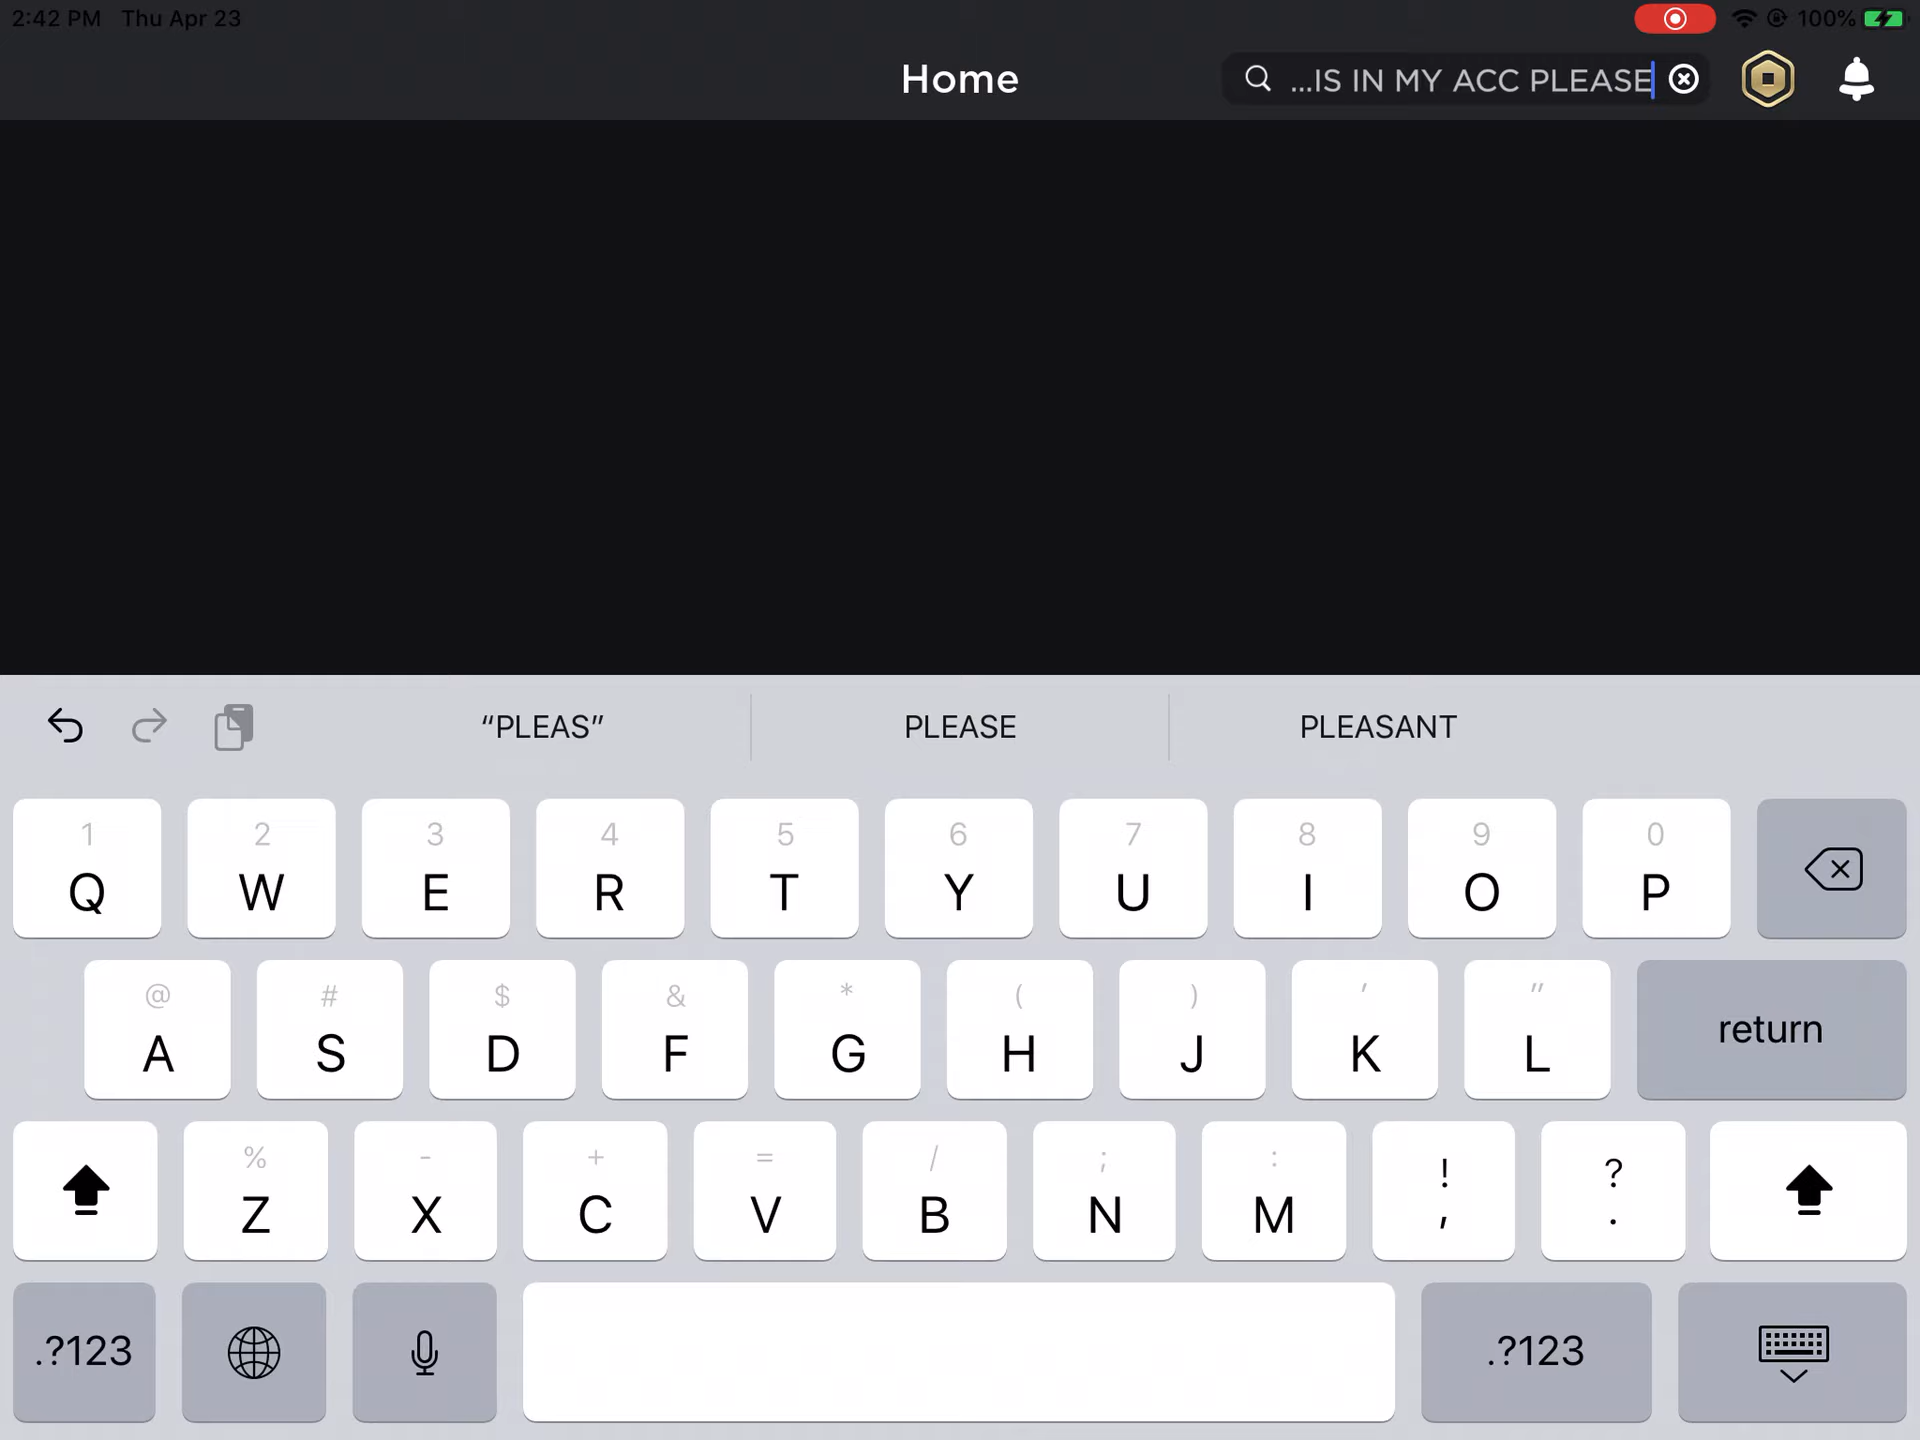 2:42 PM Thu Apr 23 100%
Home
...IS IN MY ACC PLEASE
“PLEAS” PLEASE PLEASANT
1 2 3 4 5 6 7 8 9 0
Q W E R T Y U I O P
@ # $ & * ( ) ' "
A S D F G H J K L return
% - + = / ; : ! ?
Z X C V B N M , .
.?123 .?123